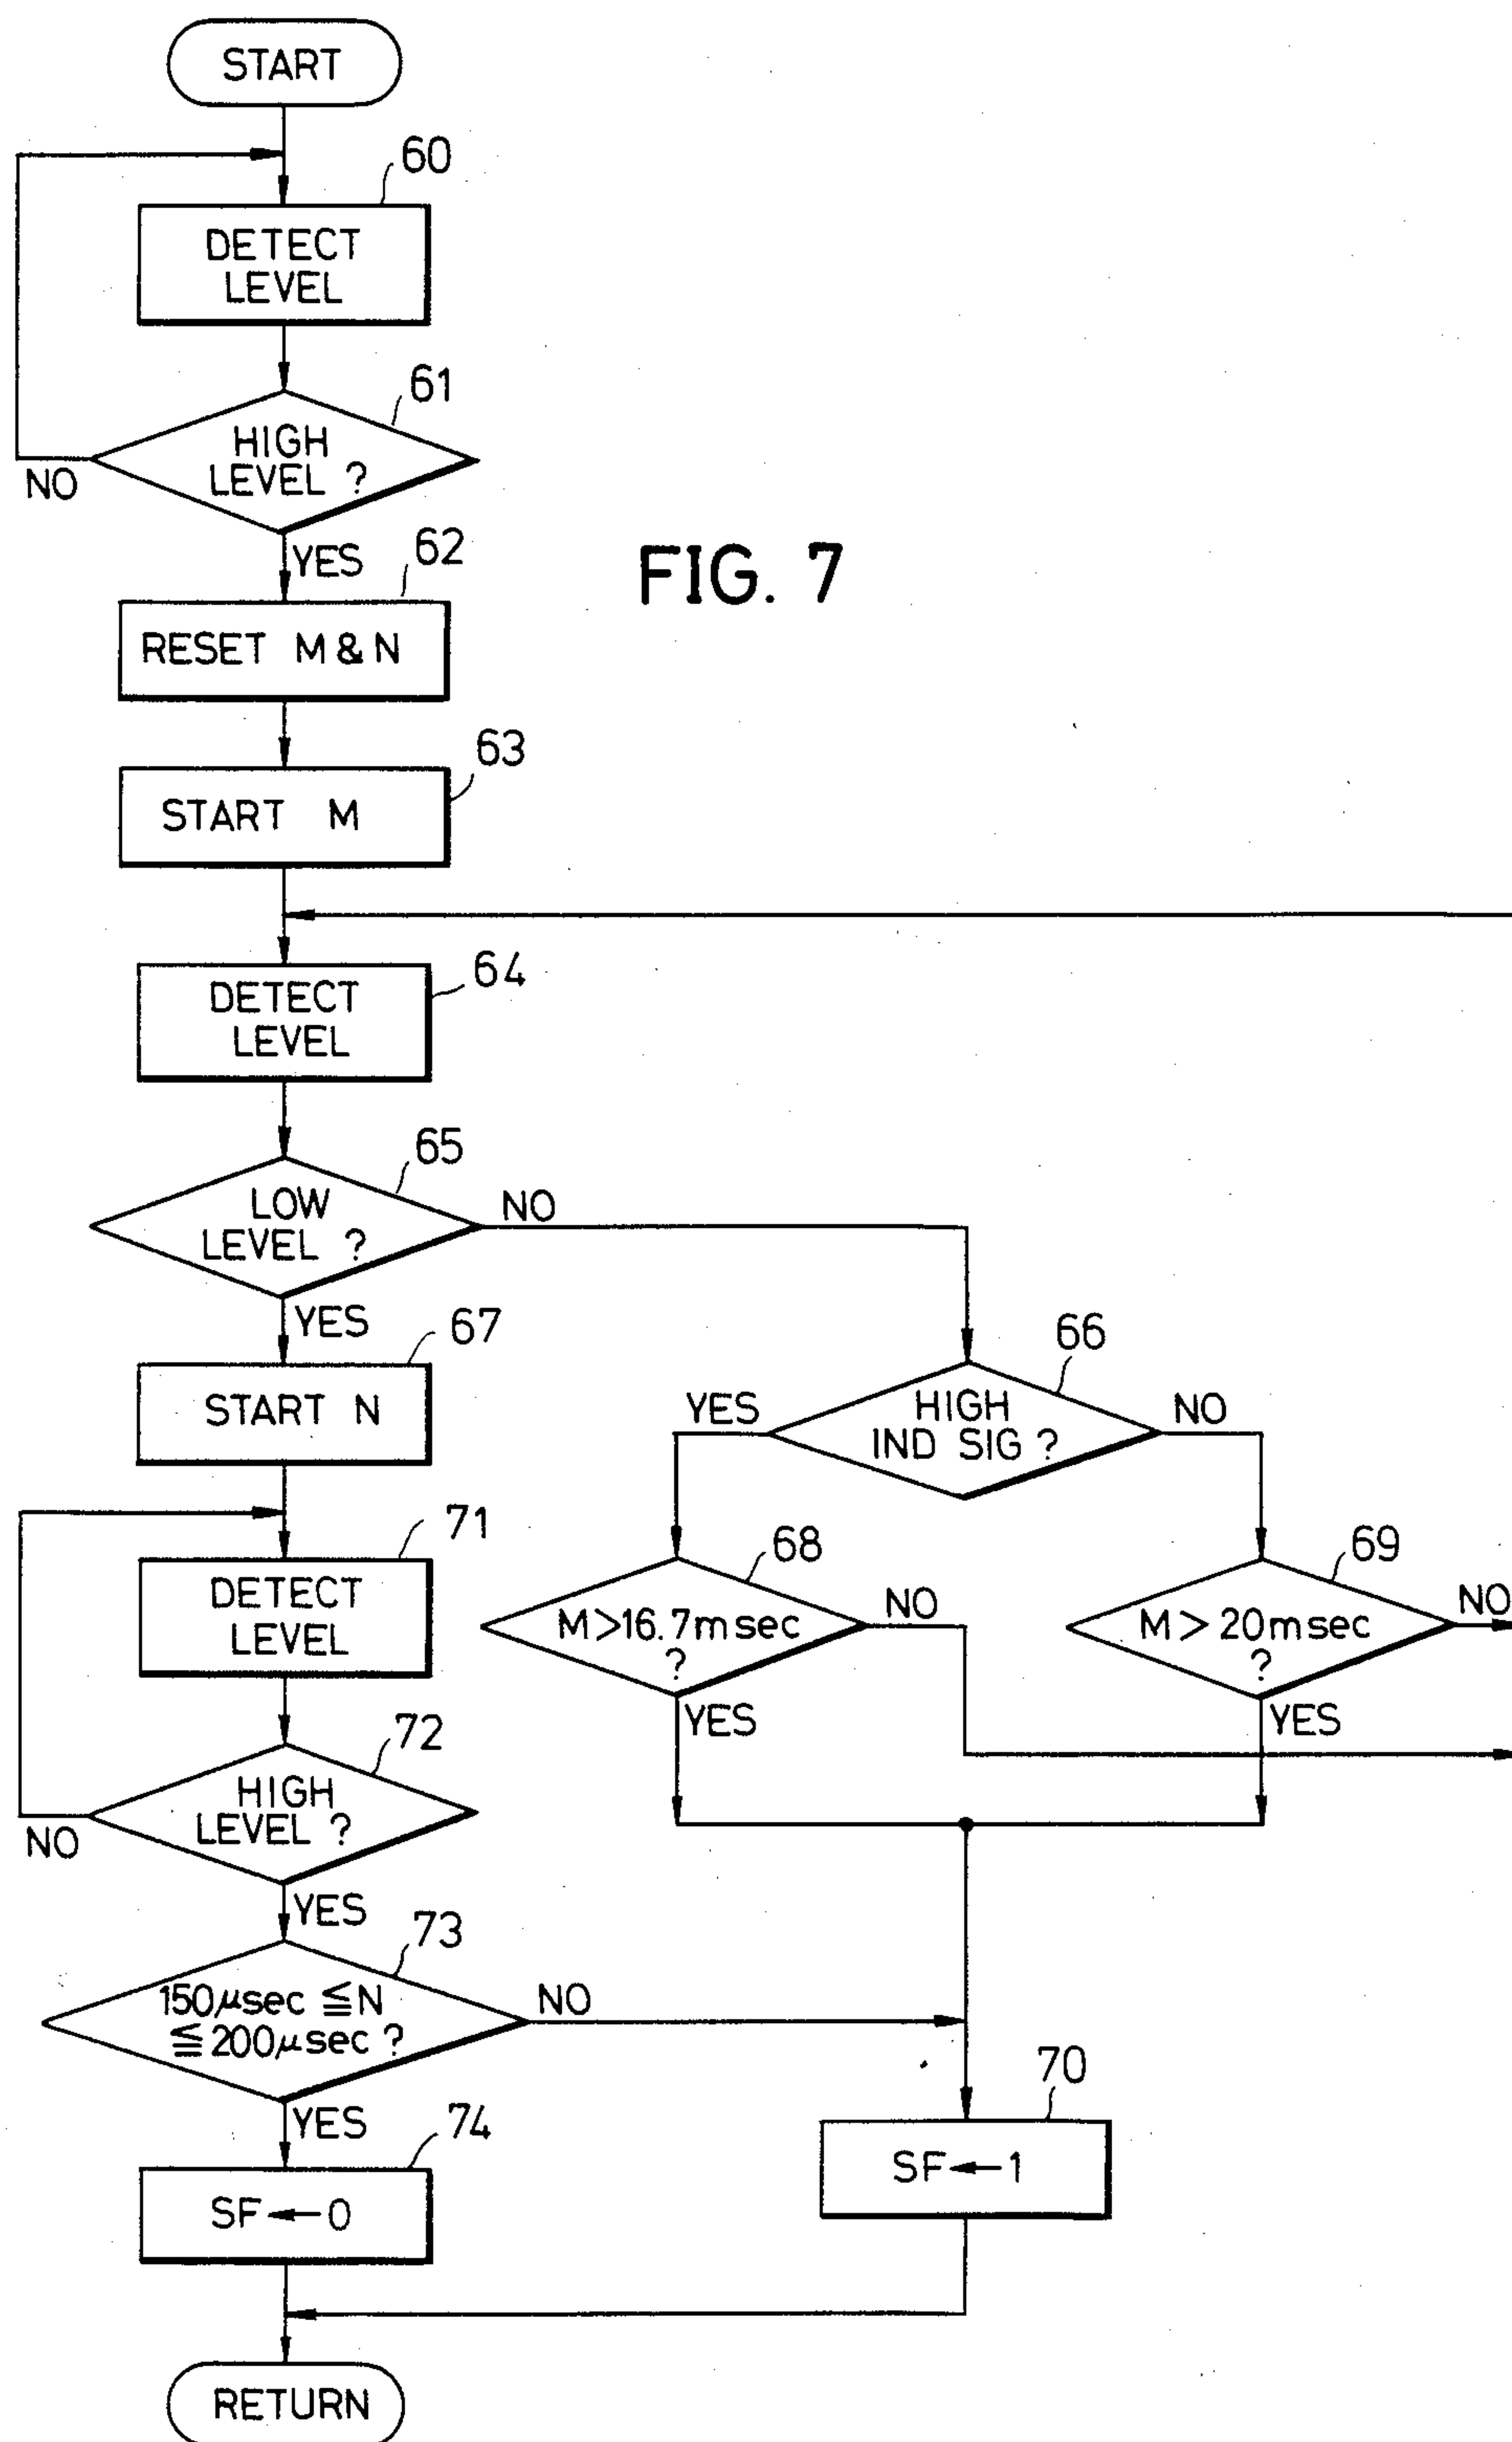 START
60
DETECT
LEVEL
61
HIGH
LEVEL ?
NO
YES
62
FIG. 7
RESET M & N
63
START M
64
DETECT
LEVEL
65
LOW
LEVEL ?
NO
YES
67
START N
66
HIGH
IND SIG ?
YES
NO
71
DETECT
LEVEL
68
M>16.7msec
?
NO
YES
69
M>20msec
?
NO
YES
72
HIGH
LEVEL ?
NO
YES
73
150μsec ≦N
≦200μsec ?
NO
YES
74
SF←0
70
SF←1
RETURN